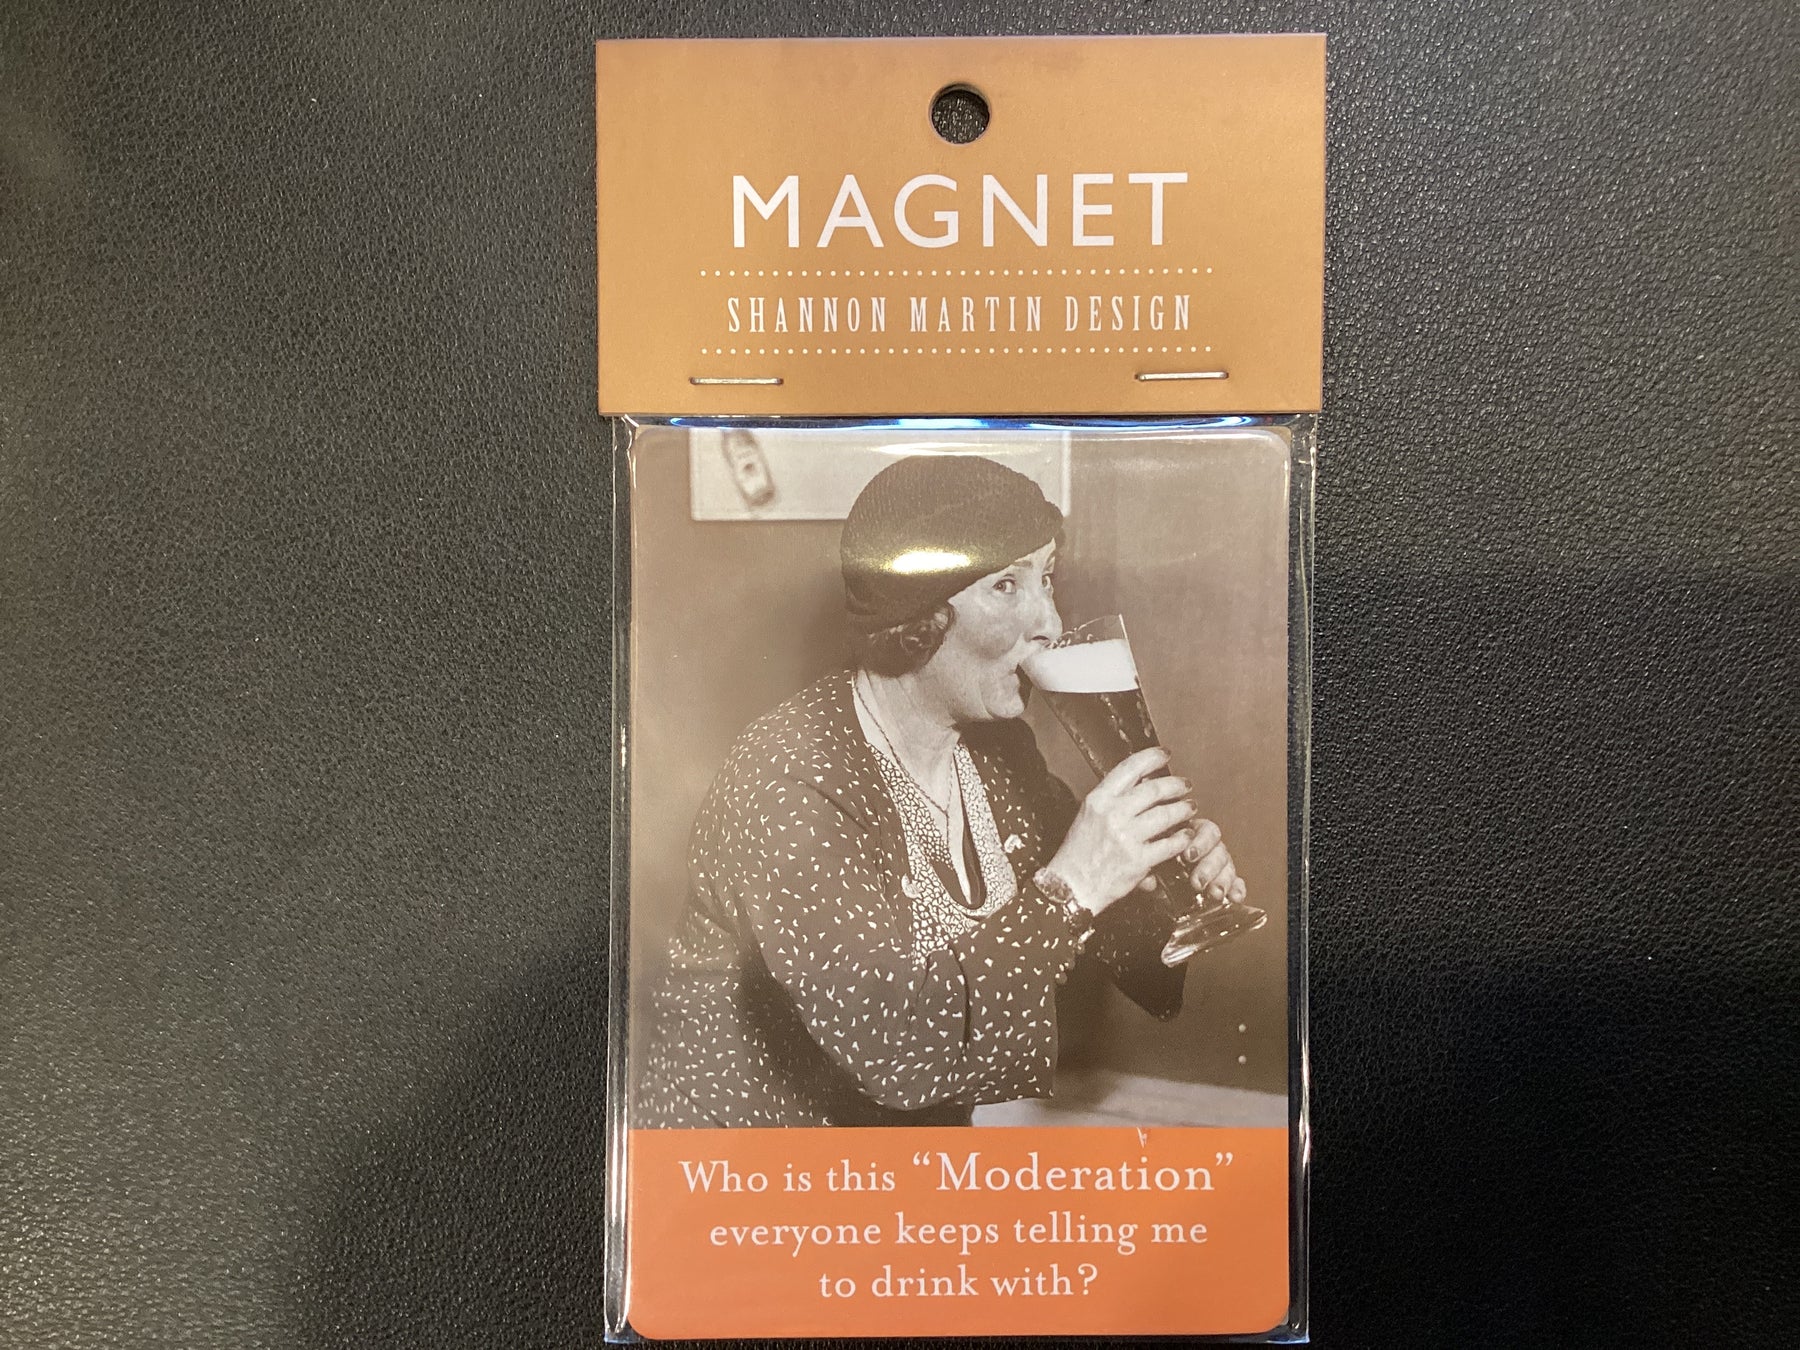 MAGNET
SHANNON MARTIN DESIGN
Who is this “Moderation”
everyone keeps telling me
to drink with?